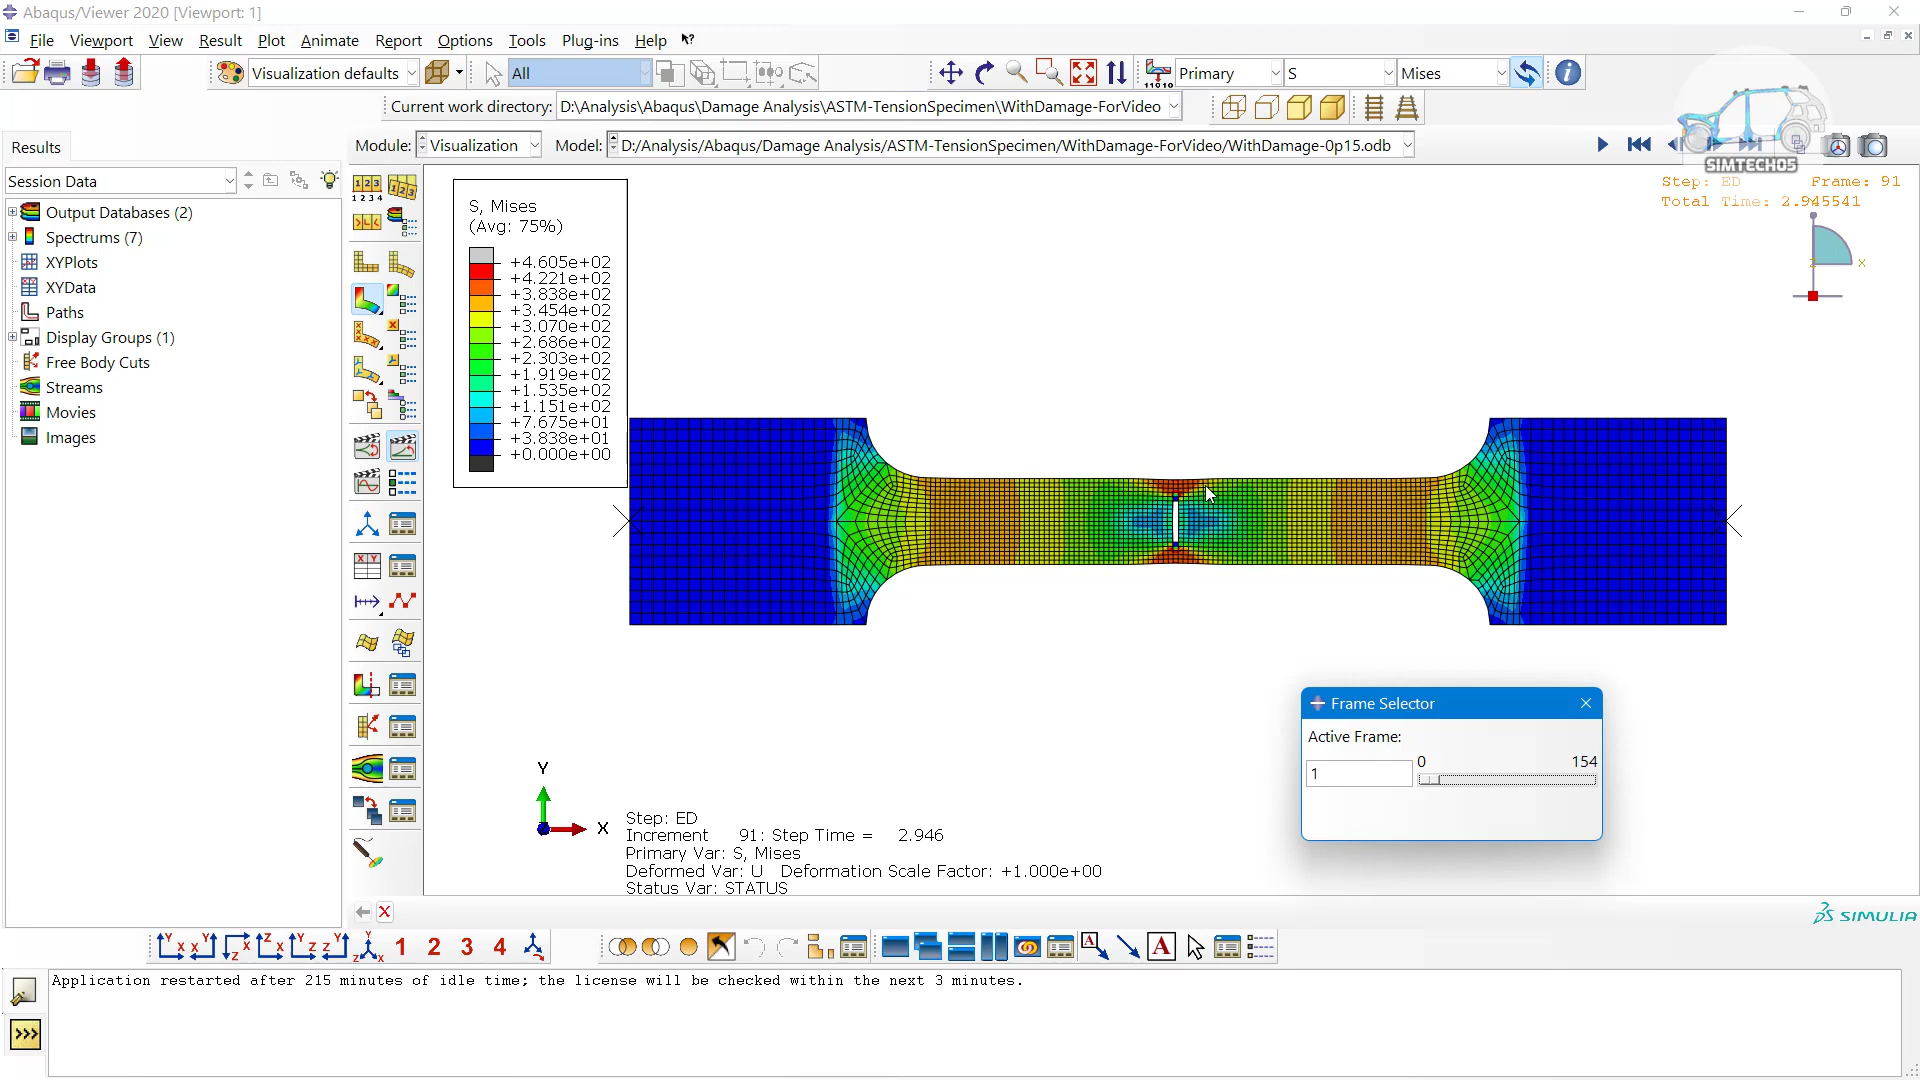 Abaqus/Viewer 2020 [Viewport: 1]
File Viewport View Result Plot Animate Report Options Tools Plug-ins Help
Visualization defaults All Primary S Mises
Current work directory: D:\Analysis\Abaqus\Damage Analysis\ASTM-TensionSpecimen\WithDamage-ForVideo
SIMTECH05
Results
Module: Visualization Model: D:/Analysis/Abaqus/Damage Analysis/ASTM-TensionSpecimen/WithDamage-ForVideo/WithDamage-0p15.odb
Session Data
Output Databases (2)
Spectrums (7)
XYPlots
XYData
Paths
Display Groups (1)
Free Body Cuts
Streams
Movies
Images
Step: ED Frame: 91
Total Time: 2.945541
S, Mises
(Avg: 75%)
+4.605e+02
+4.221e+02
+3.838e+02
+3.454e+02
+3.070e+02
+2.686e+02
+2.303e+02
+1.919e+02
+1.535e+02
+1.151e+02
+7.675e+01
+3.838e+01
+0.000e+00
Frame Selector
Active Frame:
0 154
1
Y
X
Step: ED
Increment 91: Step Time = 2.946
Primary Var: S, Mises
Deformed Var: U Deformation Scale Factor: +1.000e+00
Status Var: STATUS
SIMULIA
1 2 3 4
A
Application restarted after 215 minutes of idle time; the license will be checked within the next 3 minutes.
>>>